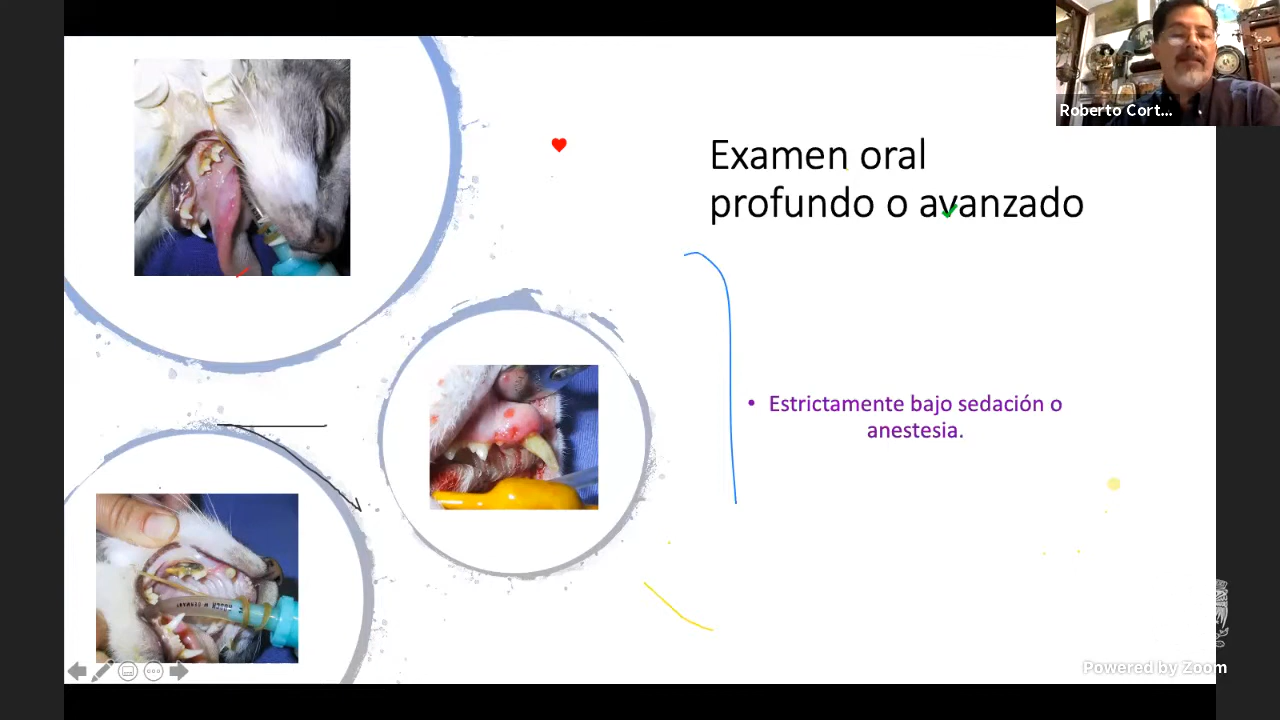 Roberto Cort...
Examen oral
profundo o avanzado
• Estrictamente bajo sedación o
anestesia.
Powered by Zoom